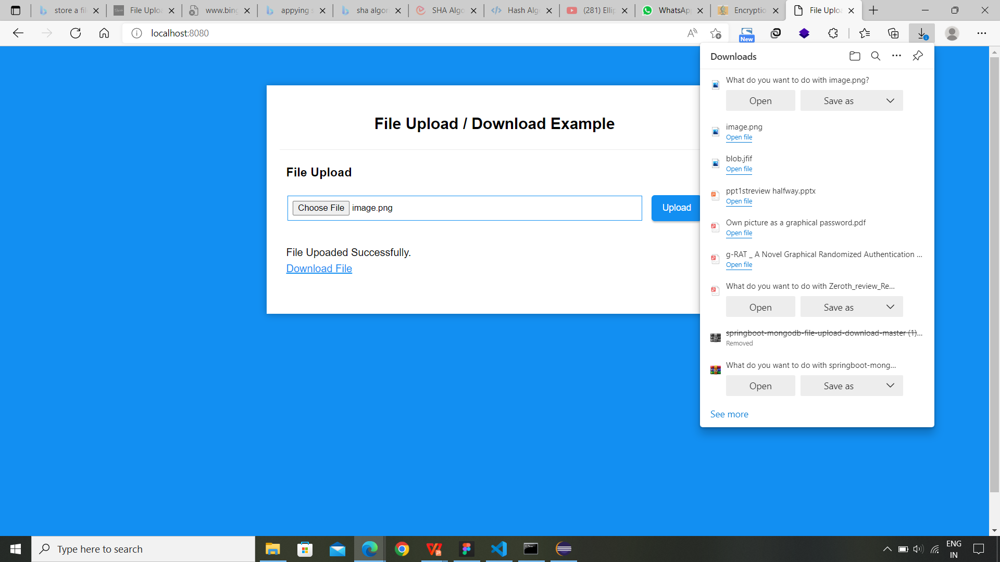 store a fi
File Uploa
www.bing
appying s
sha algor
SHA Algo
Hash Alg
(281) Ellip
WhatsAp
Encryptio
File Uploa
localhost:8080
New
File Upload / Download Example
File Upload
Choose File image.png
Upload
File Upoaded Successfully.
Download File
Downloads
What do you want to do with image.png?
Open
Save as
image.png
Open file
blob.jfif
Open file
ppt1streview halfway.pptx
Open file
Own picture as a graphical password.pdf
Open file
g-RAT _ A Novel Graphical Randomized Authentication ...
Open file
What do you want to do with Zeroth_review_Re...
Open
Save as
springboot-mongodb-file-upload-download-master (1)...
Removed
What do you want to do with springboot-mong...
Open
Save as
See more
Type here to search
ENG
IN